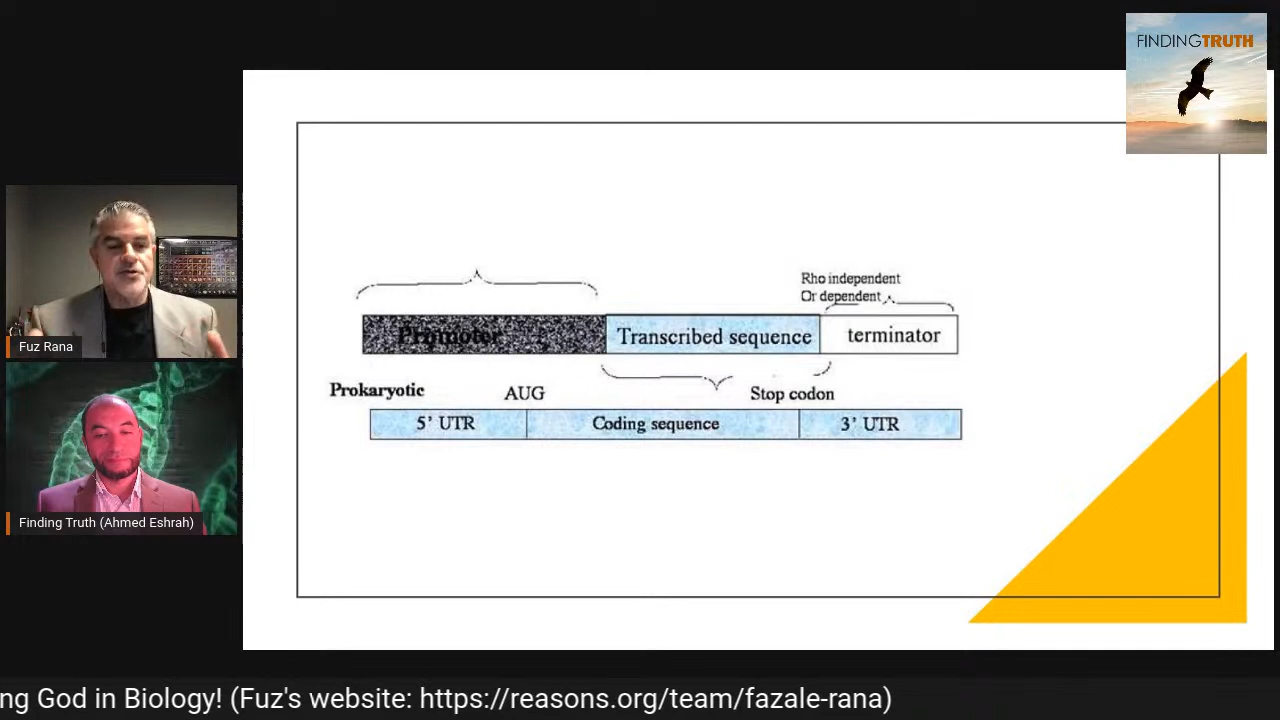 FINDINGTRUTH
Rho independent
Or dependent
Promoter
Transcribed sequence
terminator
Prokaryotic
AUG
Stop codon
5' UTR
Coding sequence
3' UTR
Fuz Rana
Finding Truth (Ahmed Eshrah)
ng God in Biology! (Fuz's website: https://reasons.org/team/fazale-rana)